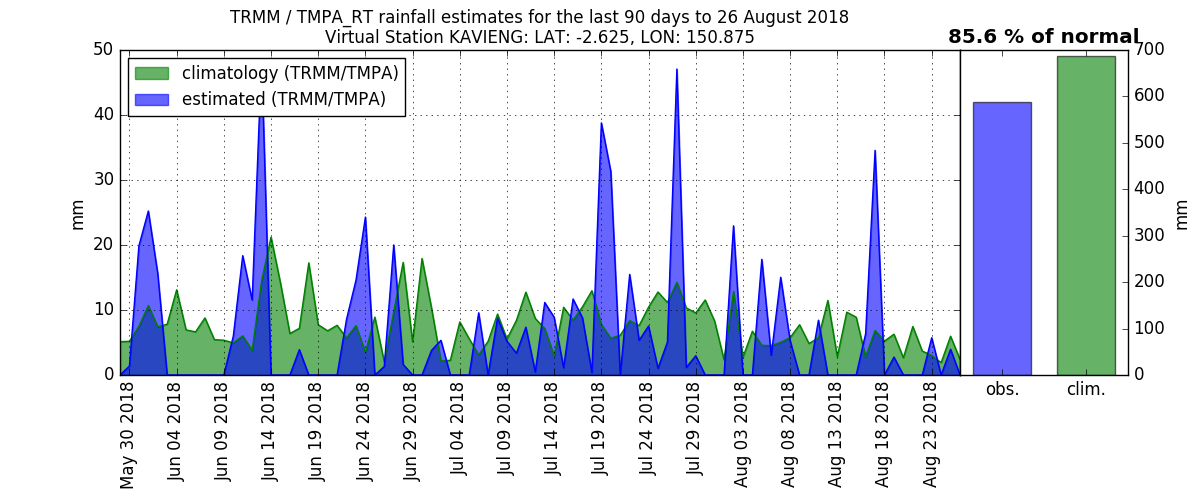 TRMM / TMPA_RT rainfall estimates for the last 90 days to 26 August 2018
Virtual Station KAVIENG: LAT: -2.625, LON: 150.875
85.6 % of normal
climatology (TRMM/TMPA)
estimated (TRMM/TMPA)
50
40
30
20
10
0
mm
700
600
500
400
300
200
100
0
mm
obs.
clim.
May 30 2018
Jun 04 2018
Jun 09 2018
Jun 14 2018
Jun 19 2018
Jun 24 2018
Jun 29 2018
Jul 04 2018
Jul 09 2018
Jul 14 2018
Jul 19 2018
Jul 24 2018
Jul 29 2018
Aug 03 2018
Aug 08 2018
Aug 13 2018
Aug 18 2018
Aug 23 2018